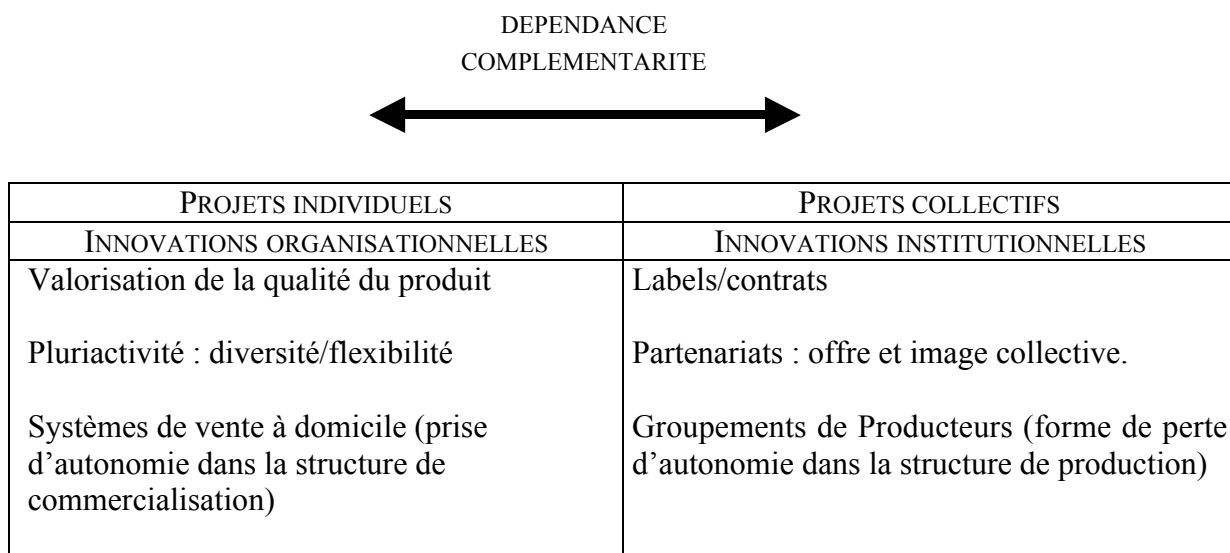 DEPENDANCE
COMPLEMENTARITE
PROJETS INDIVIDUELS
PROJETS COLLECTIFS
INNOVATIONS ORGANISATIONNELLES
INNOVATIONS INSTITUTIONNELLES
Valorisation de la qualité du produit
Labels/contrats
Pluriactivité : diversité/flexibilité
Partenariats : offre et image collective.
Systèmes de vente à domicile (prise
d’autonomie dans la structure de
commercialisation)
Groupements de Producteurs (forme de perte
d’autonomie dans la structure de production)